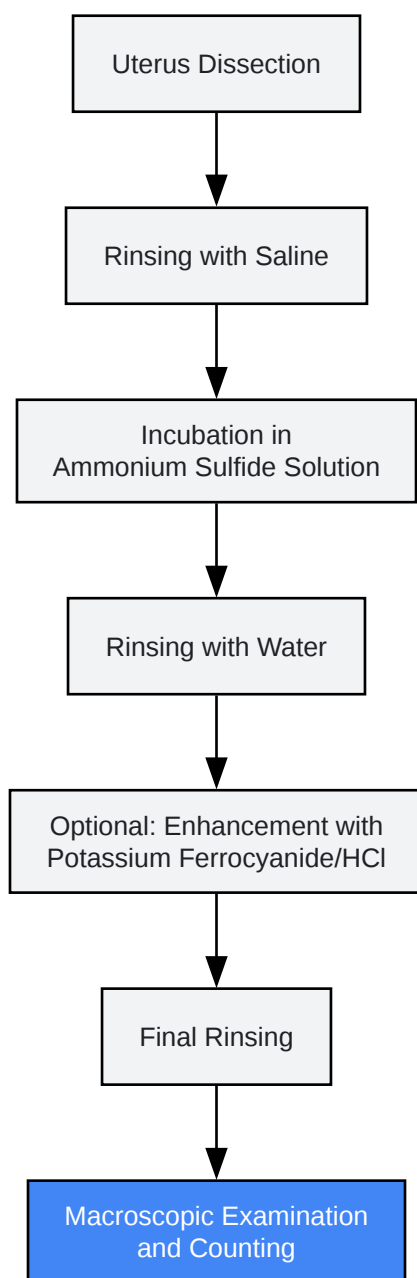 Uterus Dissection
Rinsing with Saline
Incubation in
Ammonium Sulfide Solution
Rinsing with Water
Optional: Enhancement with
Potassium Ferrocyanide/HCl
Final Rinsing
Macroscopic Examination
and Counting